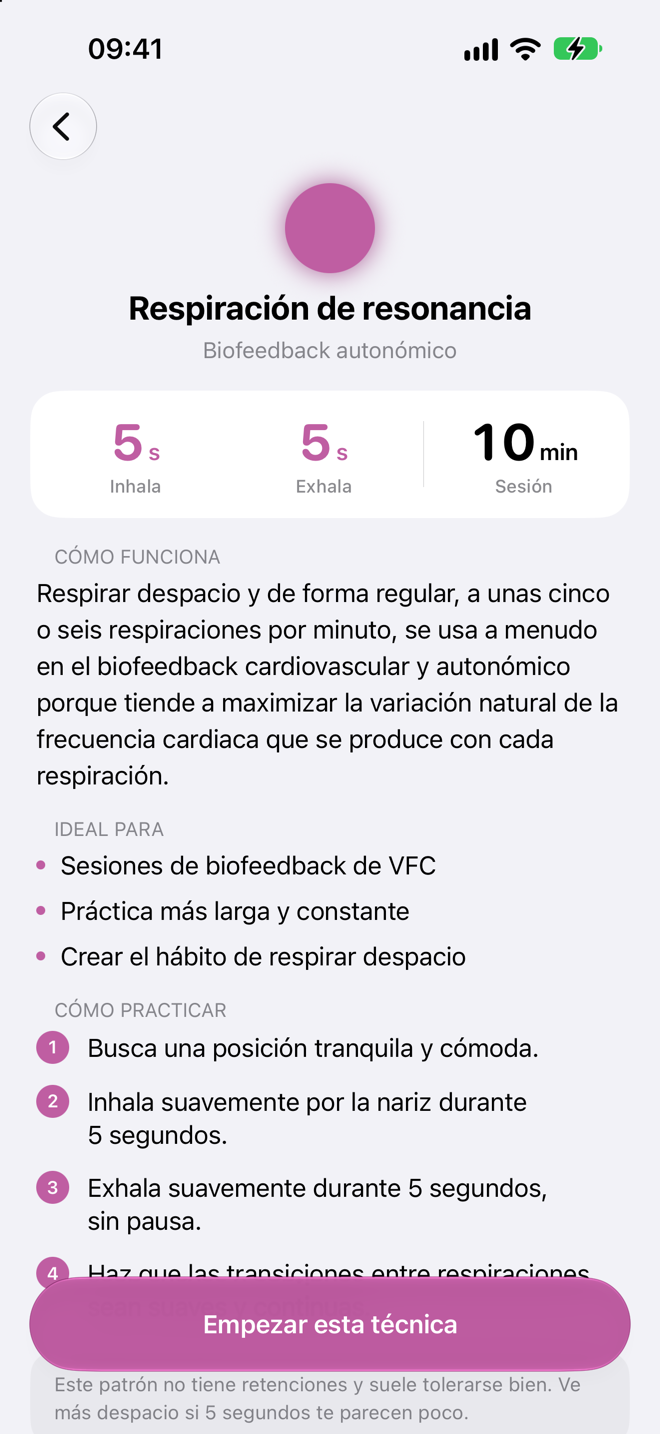 09:41
Respiración de resonancia
Biofeedback autonómico
5 s
Inhala
5 s
Exhala
10 min
Sesión
CÓMO FUNCIONA
Respirar despacio y de forma regular, a unas cinco
o seis respiraciones por minuto, se usa a menudo
en el biofeedback cardiovascular y autonómico
porque tiende a maximizar la variación natural de la
frecuencia cardiaca que se produce con cada
respiración.
IDEAL PARA
Sesiones de biofeedback de VFC
Práctica más larga y constante
Crear el hábito de respirar despacio
CÓMO PRACTICAR
1 Busca una posición tranquila y cómoda.
2 Inhala suavemente por la nariz durante
5 segundos.
3 Exhala suavemente durante 5 segundos,
sin pausa.
4 Haz que las transiciones entre respiraciones
Empezar esta técnica
Este patrón no tiene retenciones y suele tolerarse bien. Ve
más despacio si 5 segundos te parecen poco.